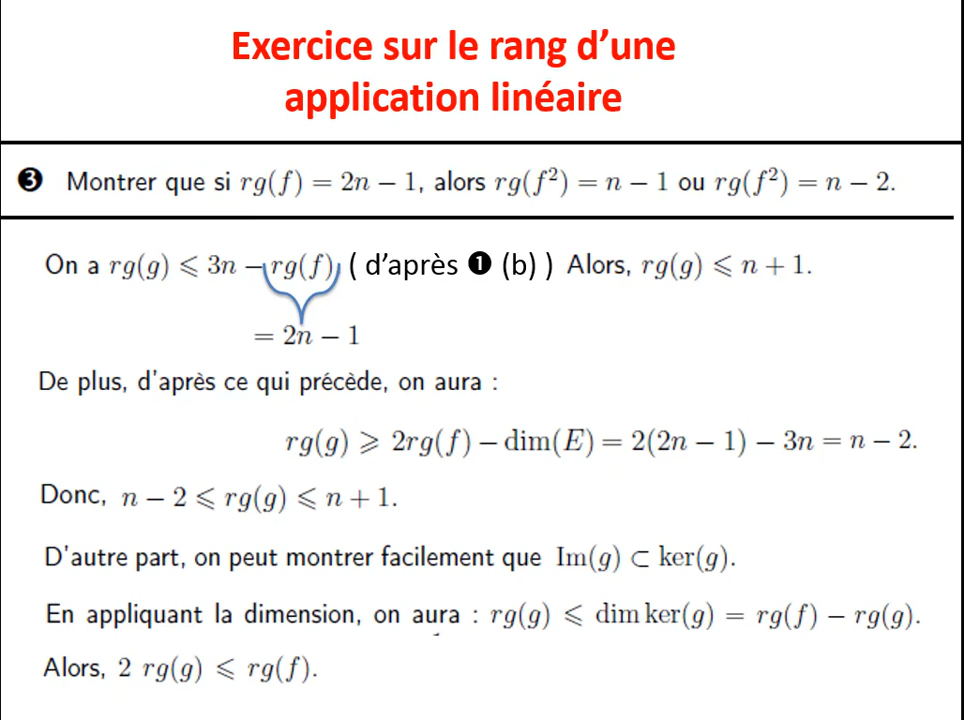 Exercice sur le rang d'une
application linéaire
❸ Montrer que si rg(f) = 2n − 1, alors rg(f²) = n − 1 ou rg(f²) = n − 2.
On a rg(g) ⩽ 3n − rg(f), ( d'après ❶ (b) ) Alors, rg(g) ⩽ n + 1.
= 2n − 1
De plus, d'après ce qui précède, on aura :
rg(g) ⩾ 2rg(f) − dim(E) = 2(2n − 1) − 3n = n − 2.
Donc, n − 2 ⩽ rg(g) ⩽ n + 1.
D'autre part, on peut montrer facilement que Im(g) ⊂ ker(g).
En appliquant la dimension, on aura : rg(g) ⩽ dim ker(g) = rg(f) − rg(g).
Alors, 2 rg(g) ⩽ rg(f).